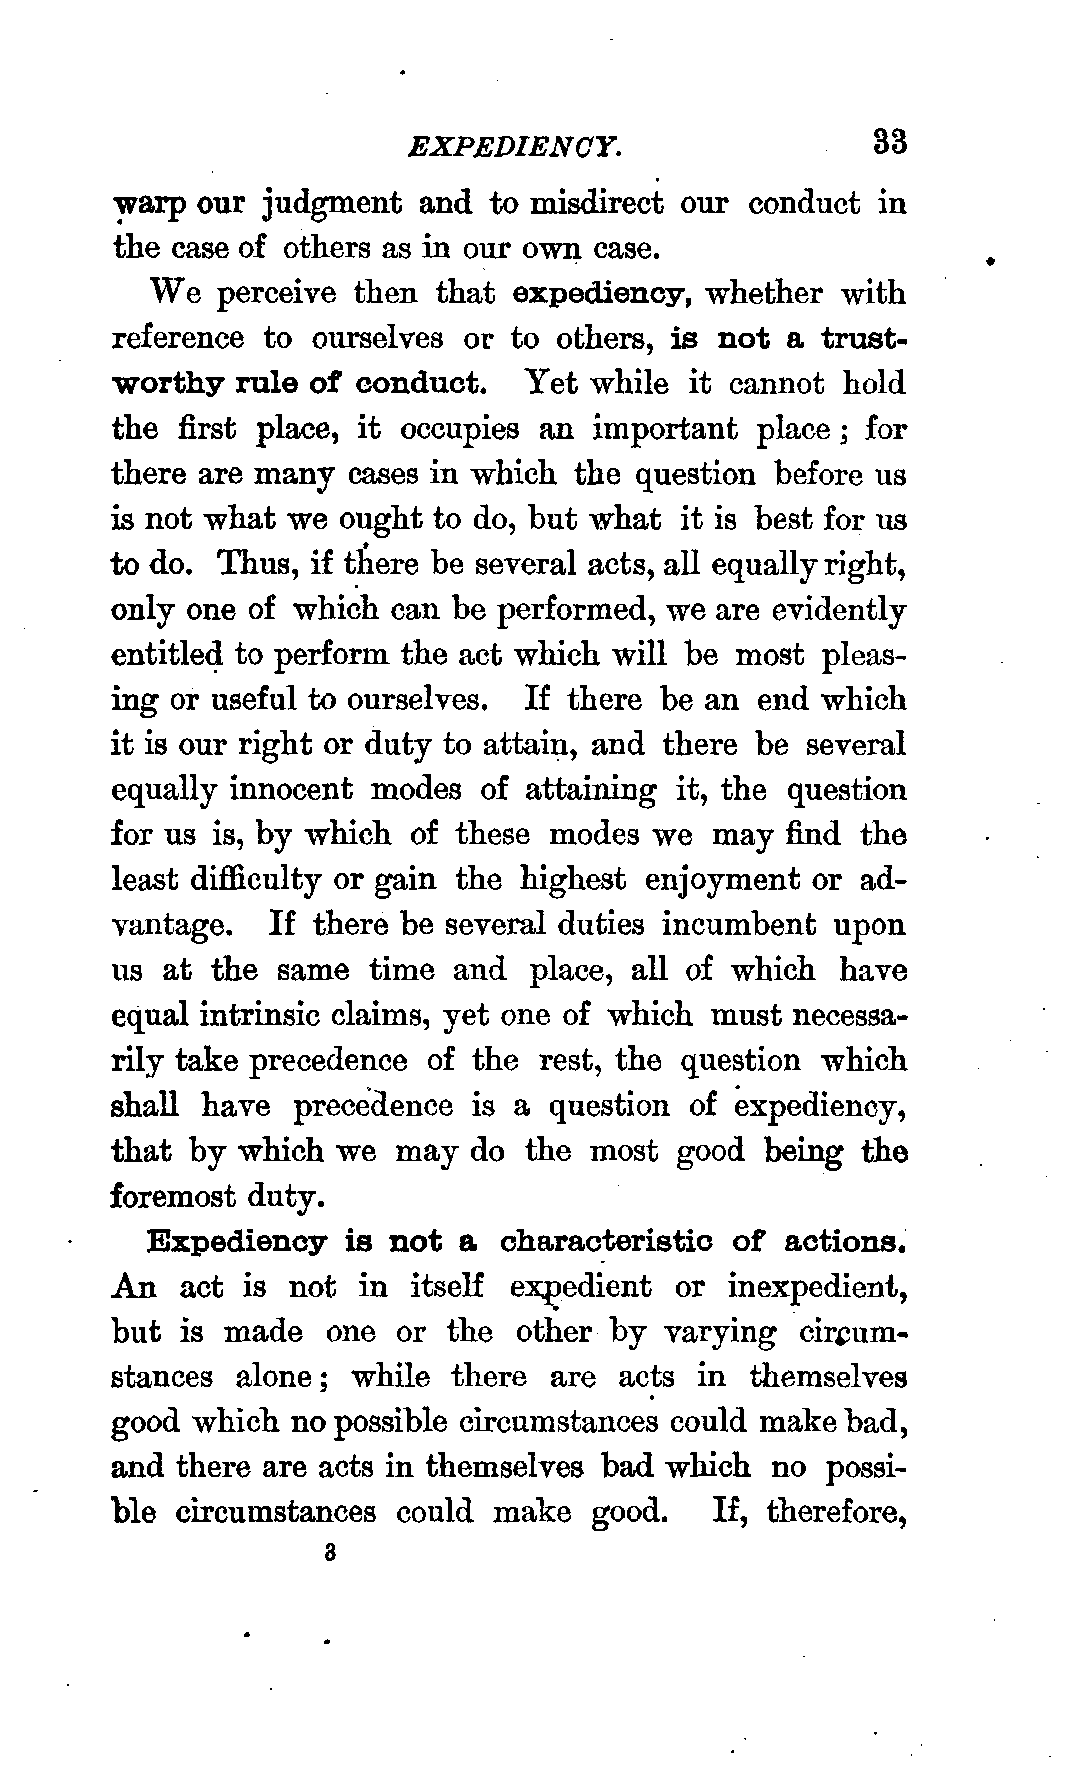 EXPEDIENCY. 33
warp our judgment and to misdirect our conduct in
the case of others as in our own case.
We perceive then that expediency, whether with
reference to ourselves or to others, is not a trust-
worthy rule of conduct. Yet while it cannot hold
the first place, it occupies an important place; for
there are many cases in which the question before us
is not what we ought to do, but what it is best for us
to do. Thus, if there be several acts, all equally right,
only one of which can be performed, we are evidently
entitled to perform the act which will be most pleas-
ing or useful to ourselves. If there be an end which
it is our right or duty to attain, and there be several
equally innocent modes of attaining it, the question
for us is, by which of these modes we may find the
least difficulty or gain the highest enjoyment or ad-
vantage. If there be several duties incumbent upon
us at the same time and place, all of which have
equal intrinsic claims, yet one of which must necessa-
rily take precedence of the rest, the question which
shall have precedence is a question of expediency,
that by which we may do the most good being the
foremost duty.
Expediency is not a characteristic of actions.
An act is not in itself expedient or inexpedient,
but is made one or the other by varying circum-
stances alone; while there are acts in themselves
good which no possible circumstances could make bad,
and there are acts in themselves bad which no possi-
ble circumstances could make good. If, therefore,
3